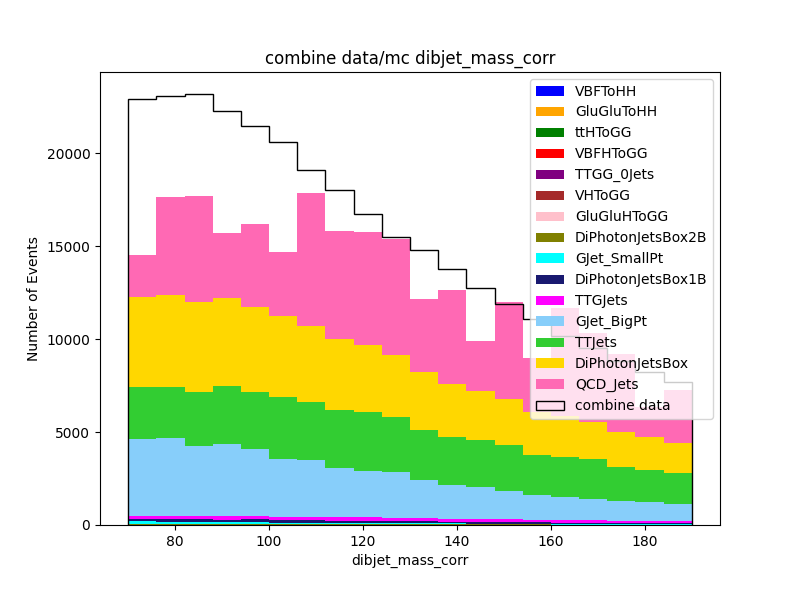 combine data/mc dibjet_mass_corr
VBFToHH
GluGluToHH
ttHToGG
VBFHToGG
TTGG_0Jets
VHToGG
GluGluHToGG
DiPhotonJetsBox2B
GJet_SmallPt
DiPhotonJetsBox1B
TTGJets
GJet_BigPt
TTJets
DiPhotonJetsBox
QCD_Jets
combine data
Number of Events
20000
15000
10000
5000
0
80
100
120
140
160
180
dibjet_mass_corr